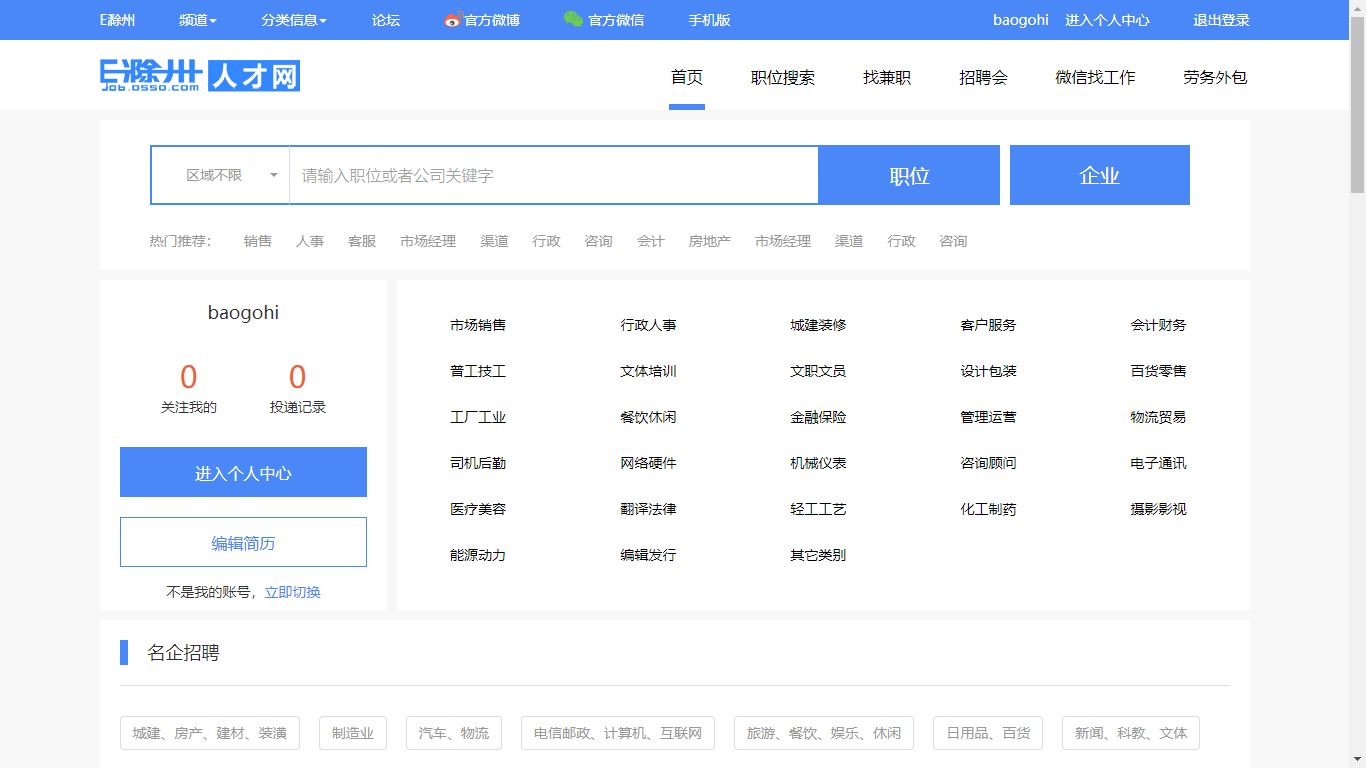 E滁州 频道 分类信息 论坛 官方微博 官方微信 手机版 baogohi 进入个人中心 退出登录
E滁州 job.0550.com 人才网 首页 职位搜索 找兼职 招聘会 微信找工作 劳务外包
区域不限 请输入职位或者公司关键字 职位 企业
热门推荐： 销售 人事 客服 市场经理 渠道 行政 咨询 会计 房地产 市场经理 渠道 行政 咨询
baogohi
0 0
关注我的 投递记录
进入个人中心
编辑简历
不是我的账号，立即切换
市场销售 行政人事 城建装修 客户服务 会计财务
普工技工 文体培训 文职文员 设计包装 百货零售
工厂工业 餐饮休闲 金融保险 管理运营 物流贸易
司机后勤 网络硬件 机械仪表 咨询顾问 电子通讯
医疗美容 翻译法律 轻工工艺 化工制药 摄影影视
能源动力 编辑发行 其它类别
名企招聘
城建、房产、建材、装潢 制造业 汽车、物流 电信邮政、计算机、互联网 旅游、餐饮、娱乐、休闲 日用品、百货 新闻、科教、文体